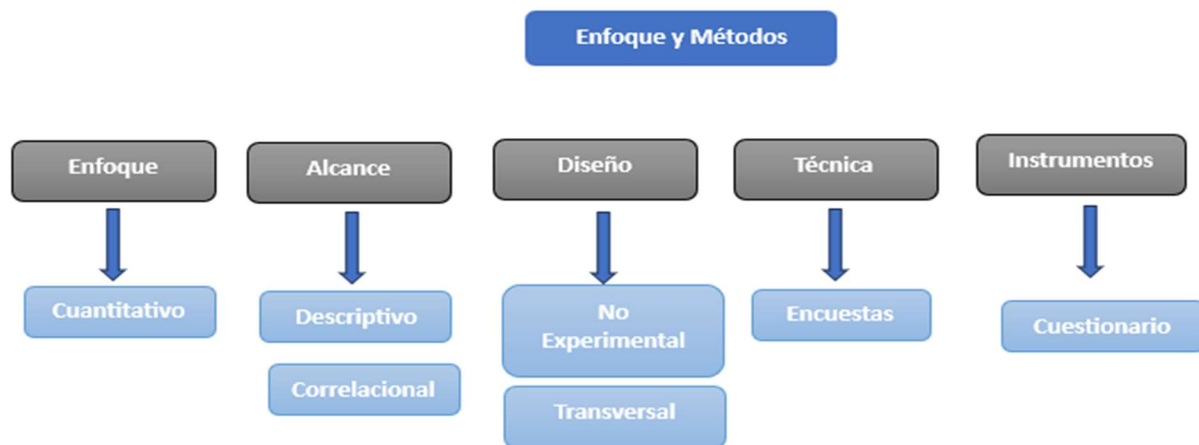 Enfoque y Métodos
Enfoque
Alcance
Diseño
Técnica
Instrumentos
Cuantitativo
Descriptivo
Correlacional
No
Experimental
Transversal
Encuestas
Cuestionario